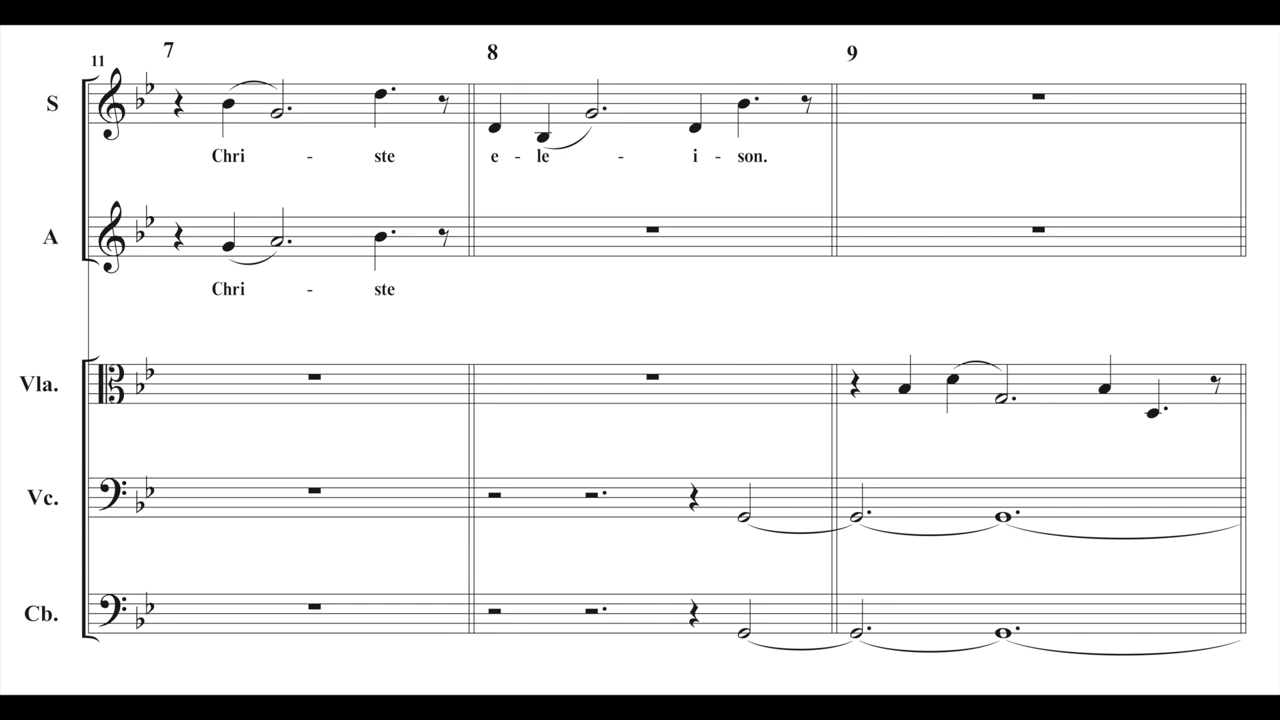 7 8 9
11
S
Chri - ste e - le - i - son.
A
Chri - ste
Vla.
Vc.
Cb.